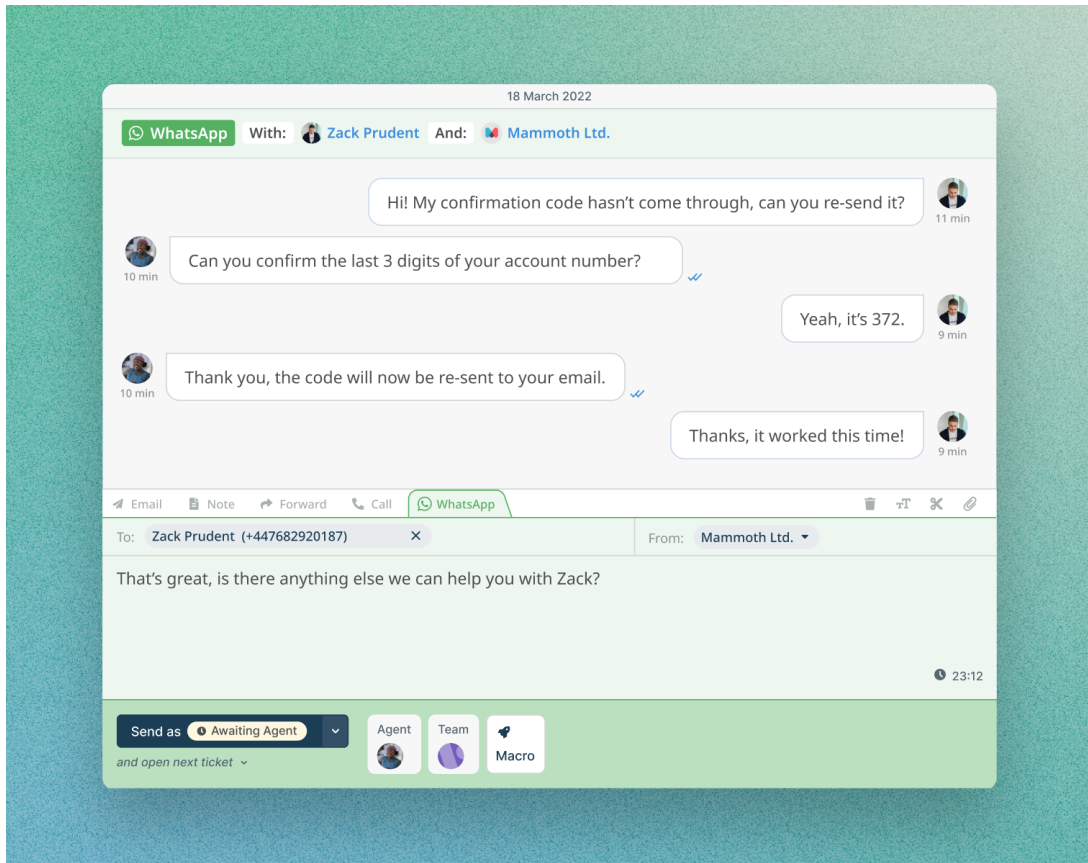 18 March 2022
WhatsApp With: Zack Prudent And: Mammoth Ltd.
Hi! My confirmation code hasn't come through, can you re-send it?
11 min
Can you confirm the last 3 digits of your account number?
10 min
Yeah, it’s 372.
9 min
Thank you, the code will now be re-sent to your email.
10 min
Thanks, it worked this time!
9 min
Email Note Forward Call WhatsApp
To: Zack Prudent (+447682920187) From: Mammoth Ltd.
That’s great, is there anything else we can help you with Zack?
23:12
Send as Awaiting Agent
and open next ticket
Agent
Team
Macro